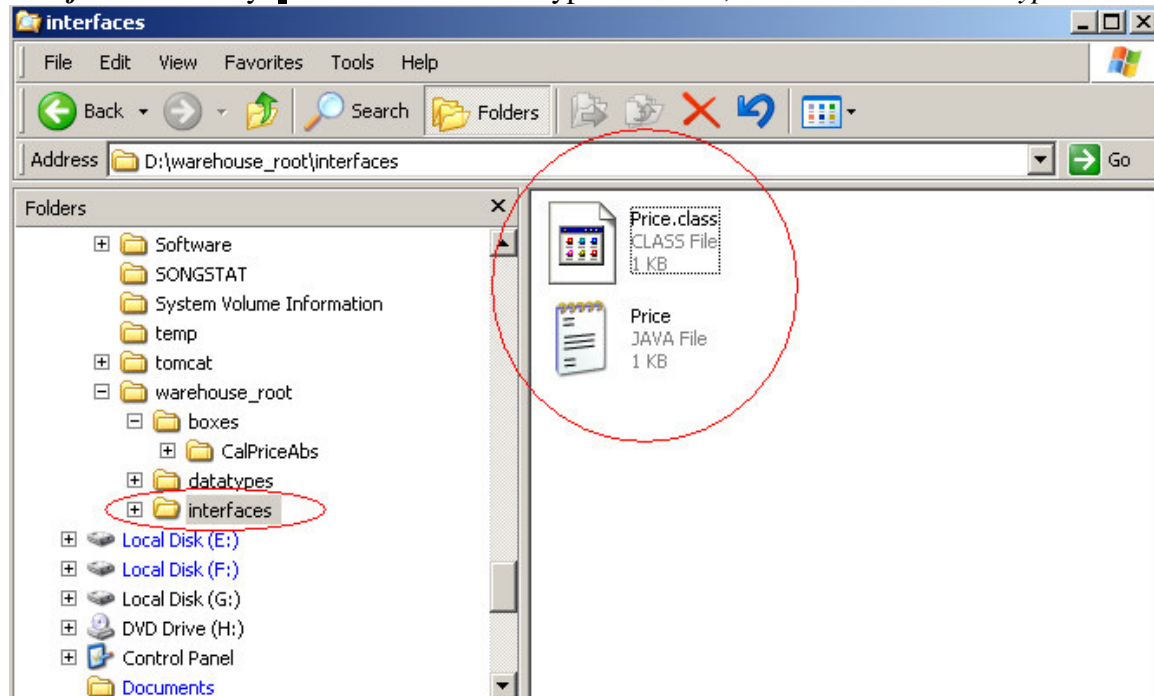 interfaces
File Edit View Favorites Tools Help
Back Search Folders
Address D:\warehouse_root\interfaces Go
Folders
Software
SONGSTAT
System Volume Information
temp
tomcat
warehouse_root
boxes
CalPriceAbs
datatypes
interfaces
Local Disk (E:)
Local Disk (F:)
Local Disk (G:)
DVD Drive (H:)
Control Panel
Documents
Price.class
CLASS File
1 KB
Price
JAVA File
1 KB